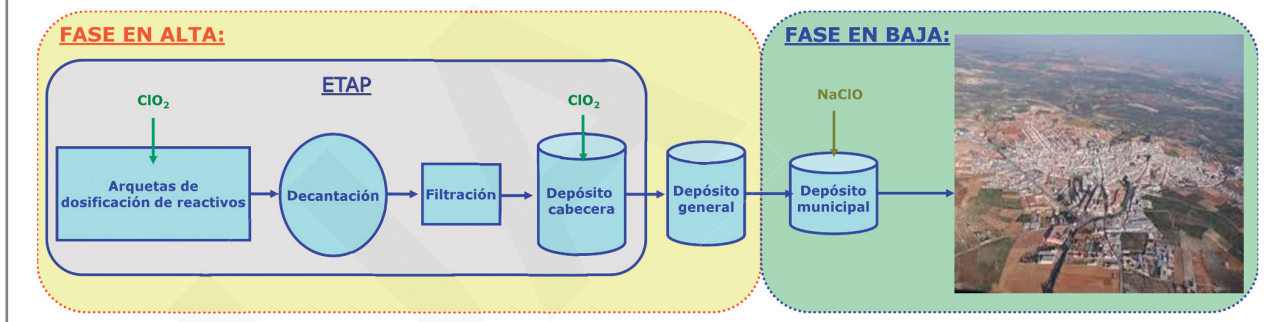 FASE EN ALTA:
FASE EN BAJA:
ETAP
ClO₂
ClO₂
NaClO
Arquetas de
dosificación de reactivos
Decantación
Filtración
Depósito
cabecera
Depósito
general
Depósito
municipal